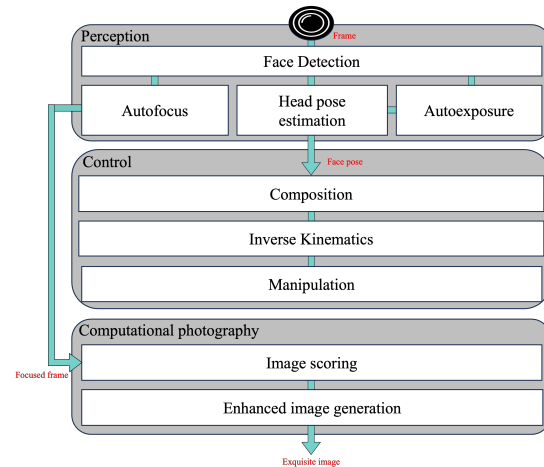 Perception
Frame
Face Detection
Autofocus
Head pose
estimation
Autoexposure
Control
Face pose
Composition
Inverse Kinematics
Manipulation
Computational photography
Image scoring
Focused frame
Enhanced image generation
Exquisite image